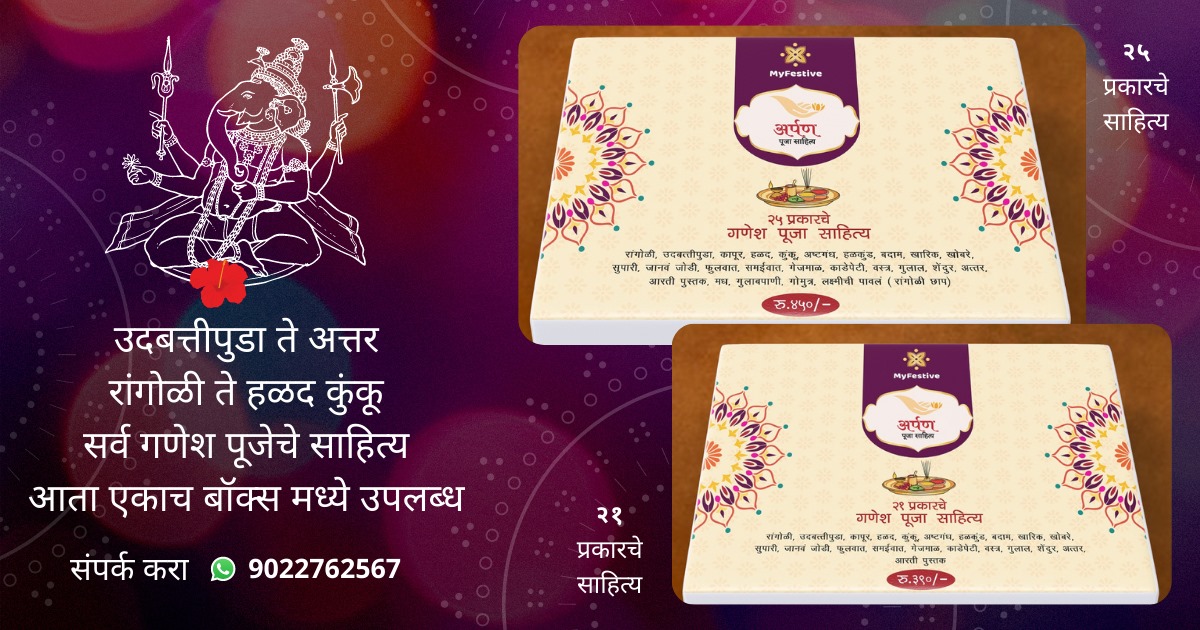 उदबत्तीपुडा ते अत्तर
रांगोळी ते हळद कुंकू
सर्व गणेश पूजेचे साहित्य
आता एकाच बॉक्स मध्ये उपलब्ध
संपर्क करा 9022762567
MyFestive
अर्पण
पूजा साहित्य
२५ प्रकारचे
गणेश पूजा साहित्य
रांगोळी, उदबत्तीपुडा, कापूर, हळद, कुंकू, अष्टगंध, हळकुंड, बदाम, खारिक, खोबरे,
सुपारी, जानवं जोडी, फुलवात, समईवात, गेजमाळ, काडेपेटी, वस्त्र, गुलाल, शेंदुर, अत्तर,
आरती पुस्तक, मध, गुलाबपाणी, गोमुत्र, लक्ष्मीची पावलं ( रांगोळी छाप)
रु.४५०/-
२५
प्रकारचे
साहित्य
MyFestive
अर्पण
पूजा साहित्य
२१ प्रकारचे
गणेश पूजा साहित्य
रांगोळी, उदबत्तीपुडा, कापूर, हळद, कुंकू, अष्टगंध, हळकुंड, बदाम, खारिक, खोबरे,
सुपारी, जानवं जोडी, फुलवात, समईवात, गेजमाळ, काडेपेटी, वस्त्र, गुलाल, शेंदुर, अत्तर,
आरती पुस्तक
रु.३९०/-
२१
प्रकारचे
साहित्य